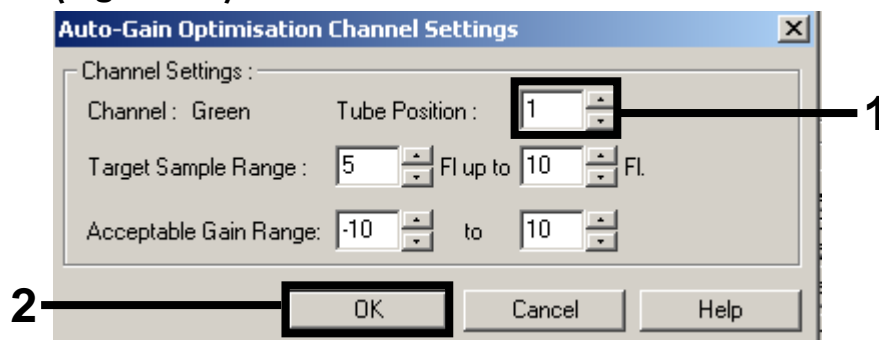 Auto-Gain Optimisation Channel Settings
Channel Settings :
Channel : Green Tube Position : 1
1
Target Sample Range : 5 Fl up to 10 Fl.
Acceptable Gain Range: -10 to 10
2
OK Cancel Help